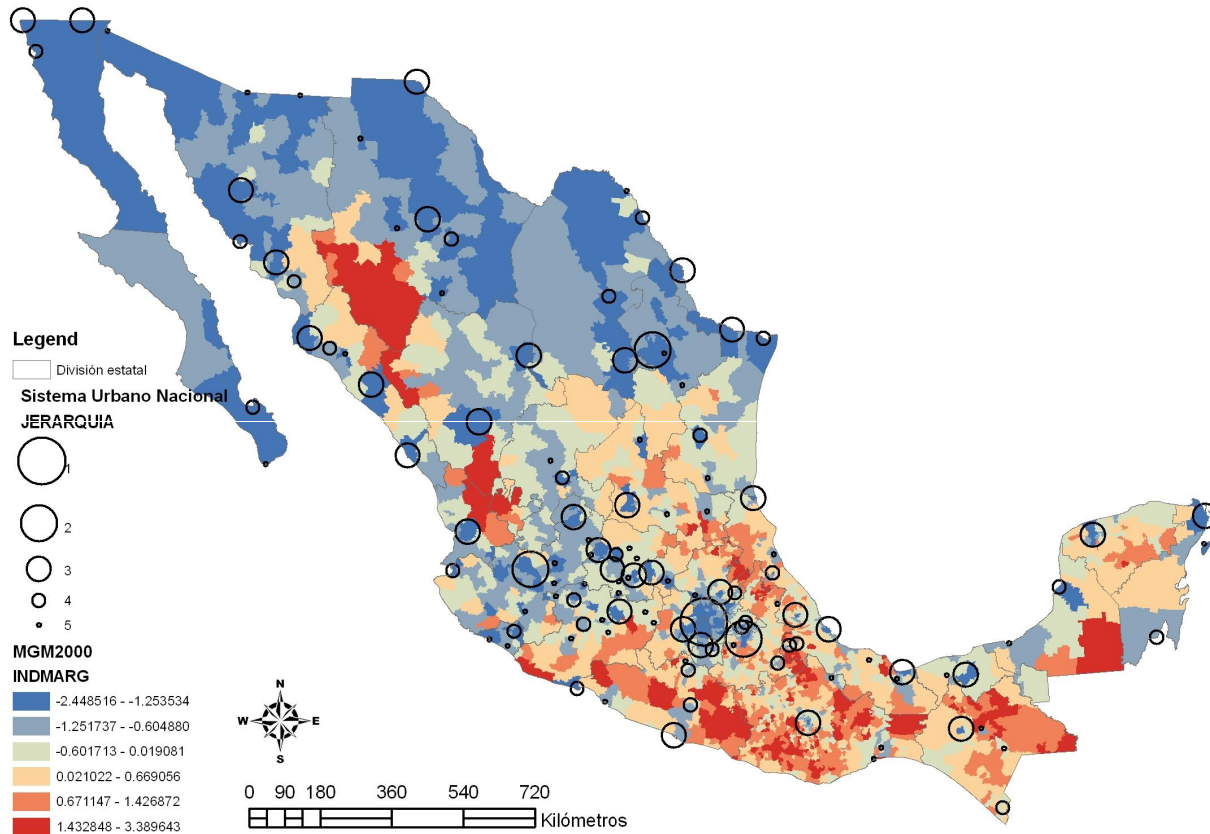 Legend
División estatal
Sistema Urbano Nacional
JERARQUIA
1
2
3
4
5
MGM2000
INDMARG
-2.448516 - -1.253534
-1.251737 - -0.604880
-0.601713 - 0.019081
0.021022 - 0.669056
0.671147 - 1.426872
1.432848 - 3.389643
N
W E
S
0 90 180 360 540 720
Kilómetros